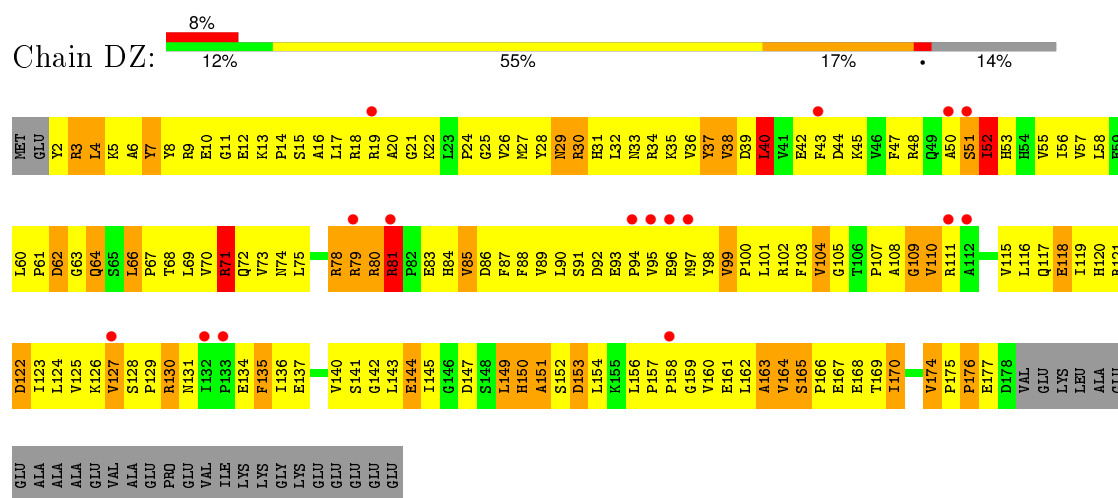 8%
Chain DZ:
12% 55% 17% • 14%
MET GLU Y2 R3 L4 K5 A6 Y7 Y8 R9 E10 G11 E12 K13 P14 S15 A16 L17 R18 R19 A20 G21 K22 L23 P24 G25 V26 M27 Y28 N29 R30 H31 L32 N33 R34 K35 V36 Y37 V38 D39 L40 V41 E42 F43 D44 K45 V46 F47 R48 Q49 A50 S51 I52 H53 H54 V55 I56 V57 L58 E59
L60 P61 D62 G63 Q64 S65 L66 P67 T68 L69 V70 R71 Q72 V73 N74 L75 R78 R79 R80 R81 P82 E83 H84 V85 D86 F87 F88 V89 L90 S91 D92 E93 P94 V95 E96 M97 Y98 V99 P100 L101 R102 F103 V104 G105 T106 P107 A108 G109 V110 R111 A112 V115 L116 Q117 E118 I119 H120 R121
D122 I123 L124 V125 K126 V127 S128 P129 R130 N131 I132 P133 E134 F135 I136 E137 V140 S141 G142 L143 E144 I145 G146 D147 S148 L149 H150 A151 S152 D153 L154 K155 L156 P157 P158 G159 V160 E161 L162 A163 V164 S165 P166 E167 E168 T169 I170 V174 P175 P176 E177 D178 VAL GLU LYS LEU ALA GLU
GLU ALA ALA ALA GLU VAL ALA GLU PRO GLU VAL ILE LYS LYS GLY LYS GLU GLU GLU GLU GLU